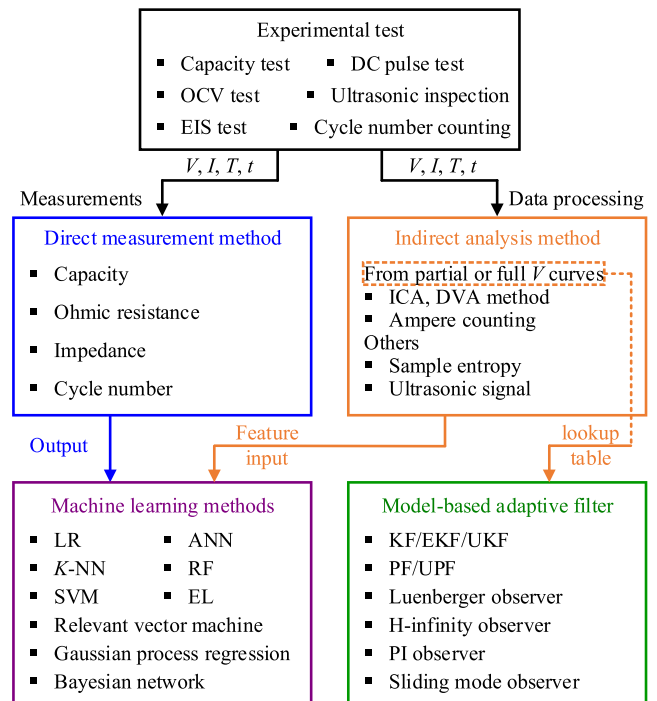 Experimental test
▪ Capacity test ▪ DC pulse test
▪ OCV test ▪ Ultrasonic inspection
▪ EIS test ▪ Cycle number counting
V, I, T, t V, I, T, t
Measurements Data processing
Direct measurement method
▪ Capacity
▪ Ohmic resistance
▪ Impedance
▪ Cycle number
Indirect analysis method
From partial or full V curves
▪ ICA, DVA method
▪ Ampere counting
Others
▪ Sample entropy
▪ Ultrasonic signal
Output
Feature
input
lookup
table
Machine learning methods
▪ LR ▪ ANN
▪ K-NN ▪ RF
▪ SVM ▪ EL
▪ Relevant vector machine
▪ Gaussian process regression
▪ Bayesian network
Model-based adaptive filter
▪ KF/EKF/UKF
▪ PF/UPF
▪ Luenberger observer
▪ H-infinity observer
▪ PI observer
▪ Sliding mode observer